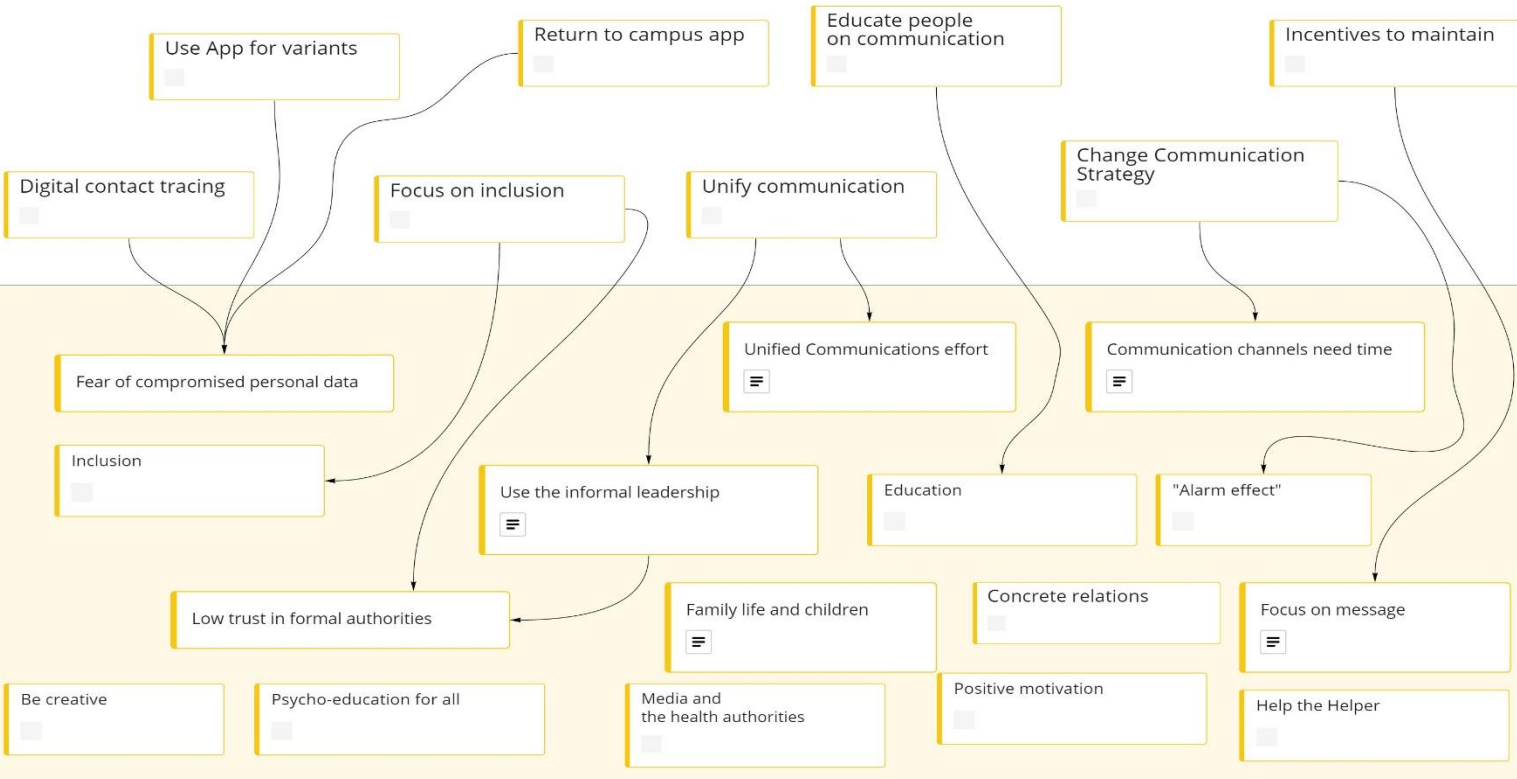 Use App for variants
Return to campus app
Educate people
on communication
Incentives to maintain
Digital contact tracing
Focus on inclusion
Unify communication
Change Communication
Strategy
Fear of compromised personal data
Unified Communications effort
Communication channels need time
Inclusion
Use the informal leadership
Education
"Alarm effect"
Low trust in formal authorities
Family life and children
Concrete relations
Focus on message
Be creative
Psycho-education for all
Media and
the health authorities
Positive motivation
Help the Helper